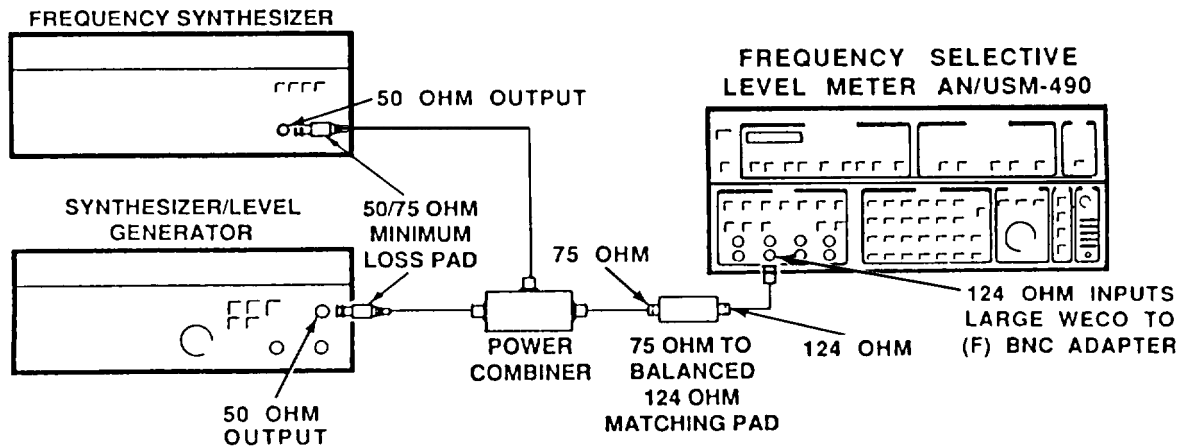 FREQUENCY SYNTHESIZER
50 OHM OUTPUT
FREQUENCY SELECTIVE
LEVEL METER AN/USM-490
SYNTHESIZER/LEVEL
GENERATOR
50/75 OHM
MINIMUM
LOSS PAD
75 OHM
POWER
COMBINER
75 OHM TO
BALANCED
124 OHM
MATCHING PAD
124 OHM
124 OHM INPUTS
LARGE WECO TO
(F) BNC ADAPTER
50 OHM
OUTPUT